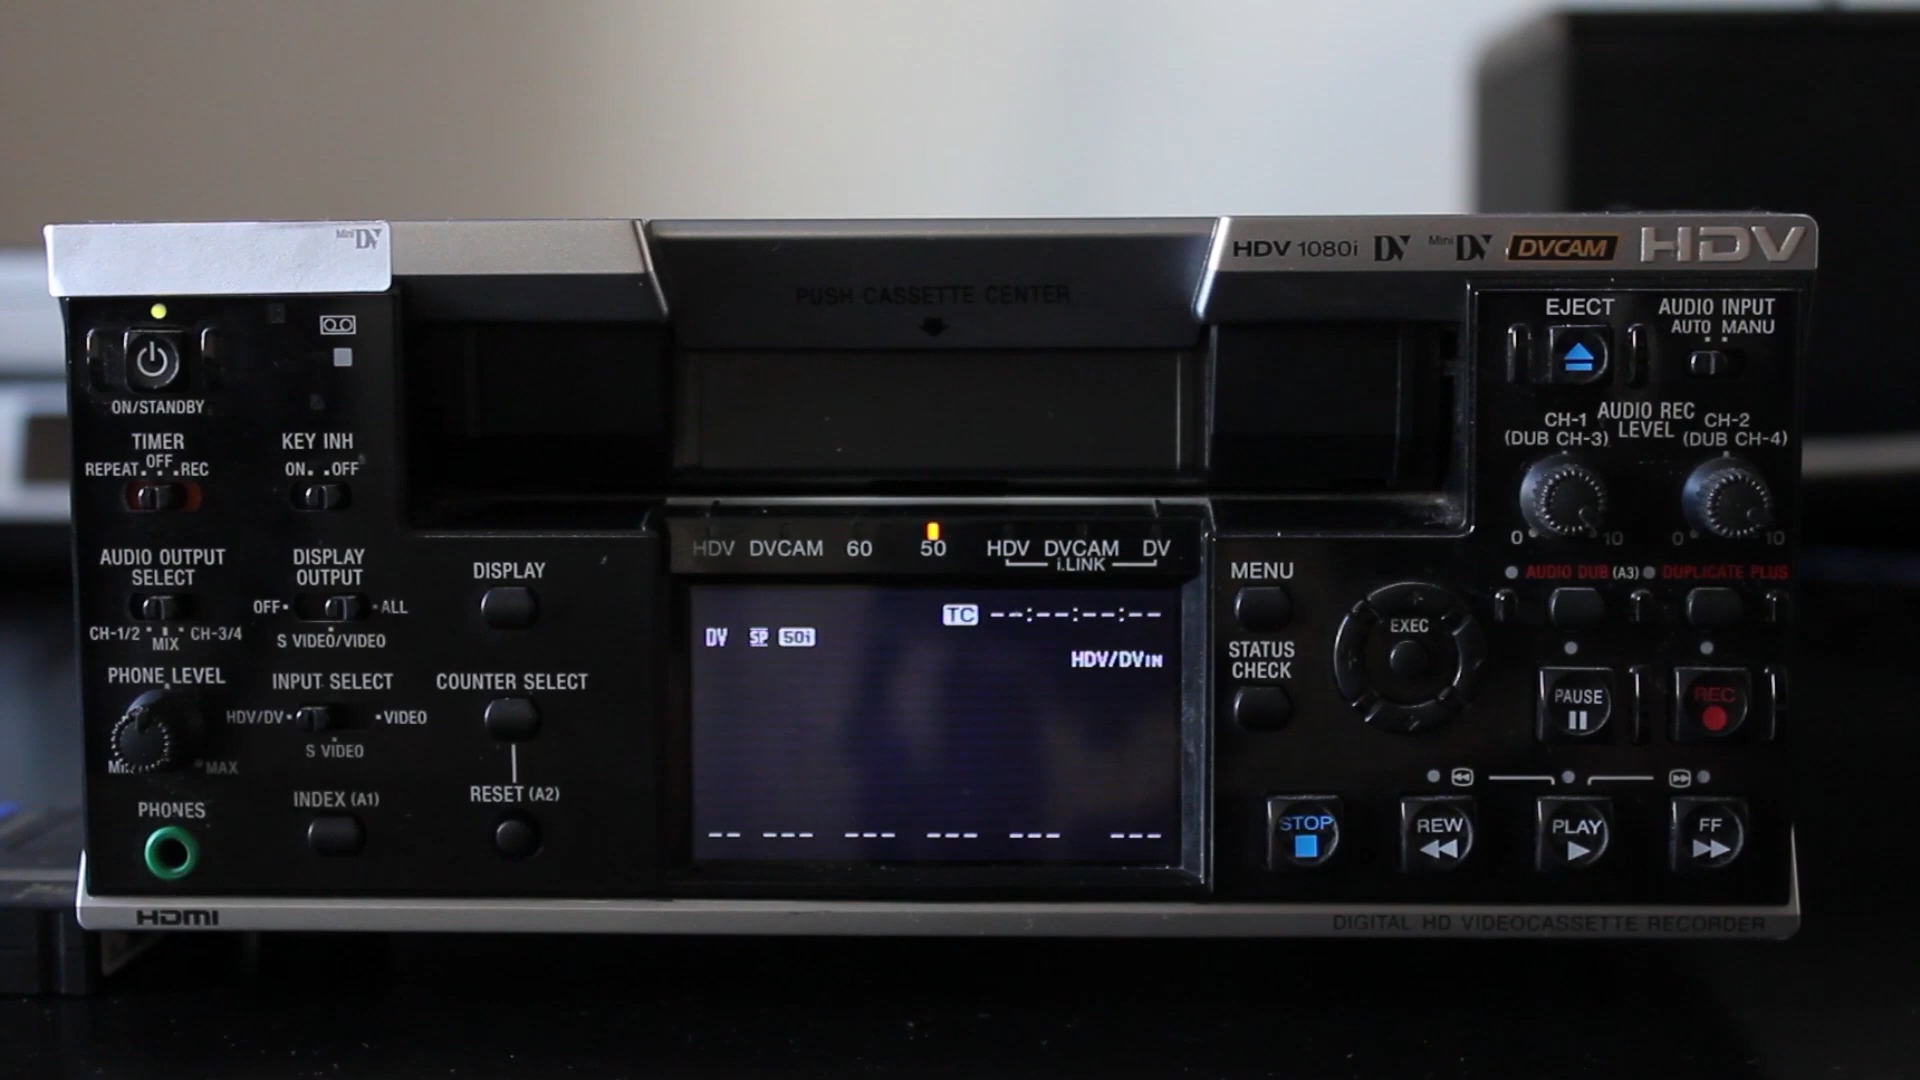 Mini DV
HDV 1080i DV Mini DV DVCAM HDV
PUSH CASSETTE CENTER
ON/STANDBY
TIMER
OFF
REPEAT REC
KEY INH
ON OFF
EJECT
AUDIO INPUT
AUTO MANU
AUDIO REC
LEVEL
CH-1
(DUB CH-3)
CH-2
(DUB CH-4)
0 10
0 10
AUDIO OUTPUT
SELECT
CH-1/2 MIX CH-3/4
DISPLAY
OUTPUT
OFF ALL
S VIDEO/VIDEO
DISPLAY
PHONE LEVEL
MAX
INPUT SELECT
HDV/DV VIDEO
S VIDEO
COUNTER SELECT
RESET (A2)
PHONES
INDEX (A1)
HDV DVCAM 60 50 HDV DVCAM DV
i.LINK
TC --:--:--:--
DV SP 50i
HDV/DVIN
-- --- --- --- --- ---
MENU
STATUS
CHECK
EXEC
AUDIO DUB (A3)
DUPLICATE PLUS
PAUSE
REC
STOP
REW
PLAY
FF
HDMI
DIGITAL HD VIDEOCASSETTE RECORDER